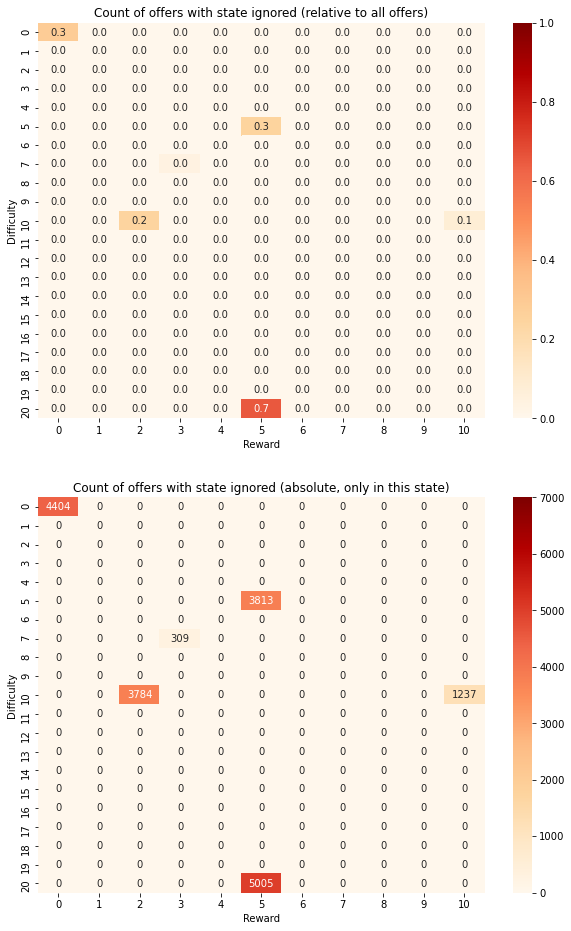 Count of offers with state ignored (relative to all offers)
0 0.3 0.0 0.0 0.0 0.0 0.0 0.0 0.0 0.0 0.0 0.0
1 0.0 0.0 0.0 0.0 0.0 0.0 0.0 0.0 0.0 0.0 0.0
2 0.0 0.0 0.0 0.0 0.0 0.0 0.0 0.0 0.0 0.0 0.0
3 0.0 0.0 0.0 0.0 0.0 0.0 0.0 0.0 0.0 0.0 0.0
4 0.0 0.0 0.0 0.0 0.0 0.0 0.0 0.0 0.0 0.0 0.0
5 0.0 0.0 0.0 0.0 0.0 0.3 0.0 0.0 0.0 0.0 0.0
6 0.0 0.0 0.0 0.0 0.0 0.0 0.0 0.0 0.0 0.0 0.0
7 0.0 0.0 0.0 0.0 0.0 0.0 0.0 0.0 0.0 0.0 0.0
8 0.0 0.0 0.0 0.0 0.0 0.0 0.0 0.0 0.0 0.0 0.0
9 0.0 0.0 0.0 0.0 0.0 0.0 0.0 0.0 0.0 0.0 0.0
10 0.0 0.0 0.2 0.0 0.0 0.0 0.0 0.0 0.0 0.0 0.1
11 0.0 0.0 0.0 0.0 0.0 0.0 0.0 0.0 0.0 0.0 0.0
12 0.0 0.0 0.0 0.0 0.0 0.0 0.0 0.0 0.0 0.0 0.0
13 0.0 0.0 0.0 0.0 0.0 0.0 0.0 0.0 0.0 0.0 0.0
14 0.0 0.0 0.0 0.0 0.0 0.0 0.0 0.0 0.0 0.0 0.0
15 0.0 0.0 0.0 0.0 0.0 0.0 0.0 0.0 0.0 0.0 0.0
16 0.0 0.0 0.0 0.0 0.0 0.0 0.0 0.0 0.0 0.0 0.0
17 0.0 0.0 0.0 0.0 0.0 0.0 0.0 0.0 0.0 0.0 0.0
18 0.0 0.0 0.0 0.0 0.0 0.0 0.0 0.0 0.0 0.0 0.0
19 0.0 0.0 0.0 0.0 0.0 0.0 0.0 0.0 0.0 0.0 0.0
20 0.0 0.0 0.0 0.0 0.0 0.7 0.0 0.0 0.0 0.0 0.0
Difficulty
0 1 2 3 4 5 6 7 8 9 10
Reward
1.0
0.8
0.6
0.4
0.2
0.0
Count of offers with state ignored (absolute, only in this state)
0 4404 0 0 0 0 0 0 0 0 0 0
1 0 0 0 0 0 0 0 0 0 0 0
2 0 0 0 0 0 0 0 0 0 0 0
3 0 0 0 0 0 0 0 0 0 0 0
4 0 0 0 0 0 0 0 0 0 0 0
5 0 0 0 0 0 3813 0 0 0 0 0
6 0 0 0 0 0 0 0 0 0 0 0
7 0 0 0 309 0 0 0 0 0 0 0
8 0 0 0 0 0 0 0 0 0 0 0
9 0 0 0 0 0 0 0 0 0 0 0
10 0 0 3784 0 0 0 0 0 0 0 1237
11 0 0 0 0 0 0 0 0 0 0 0
12 0 0 0 0 0 0 0 0 0 0 0
13 0 0 0 0 0 0 0 0 0 0 0
14 0 0 0 0 0 0 0 0 0 0 0
15 0 0 0 0 0 0 0 0 0 0 0
16 0 0 0 0 0 0 0 0 0 0 0
17 0 0 0 0 0 0 0 0 0 0 0
18 0 0 0 0 0 0 0 0 0 0 0
19 0 0 0 0 0 0 0 0 0 0 0
20 0 0 0 0 0 5005 0 0 0 0 0
Difficulty
0 1 2 3 4 5 6 7 8 9 10
Reward
7000
6000
5000
4000
3000
2000
1000
0